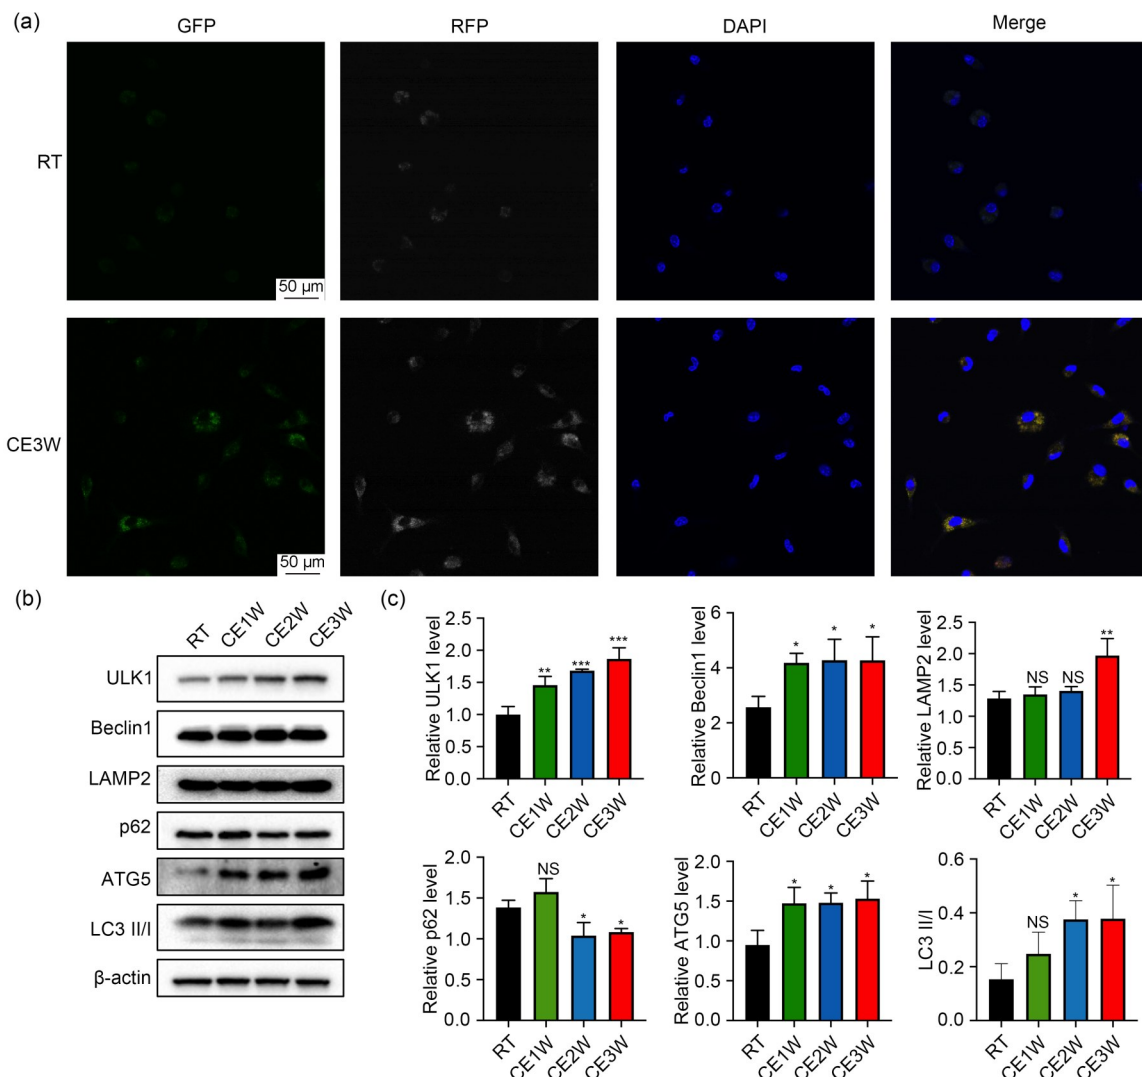 (a)
GFP RFP DAPI Merge
RT
50 μm
CE3W
50 μm
(b)
RT CE1W CE2W CE3W
ULK1
Beclin1
LAMP2
p62
ATG5
LC3 II/I
β-actin
(c)
Relative ULK1 level
2.5
2.0
1.5
1.0
0.5
0.0
** *** ***
RT CE1W CE2W CE3W
Relative Beclin1 level
6
4
2
0
* * *
RT CE1W CE2W CE3W
Relative LAMP2 level
2.5
2.0
1.5
1.0
0.5
0.0
NS NS **
RT CE1W CE2W CE3W
Relative p62 level
2.0
1.5
1.0
0.5
0.0
NS * *
RT CE1W CE2W CE3W
Relative ATG5 level
2.0
1.5
1.0
0.5
0.0
* * *
RT CE1W CE2W CE3W
LC3 II/I
0.6
0.4
0.2
0.0
NS * *
RT CE1W CE2W CE3W